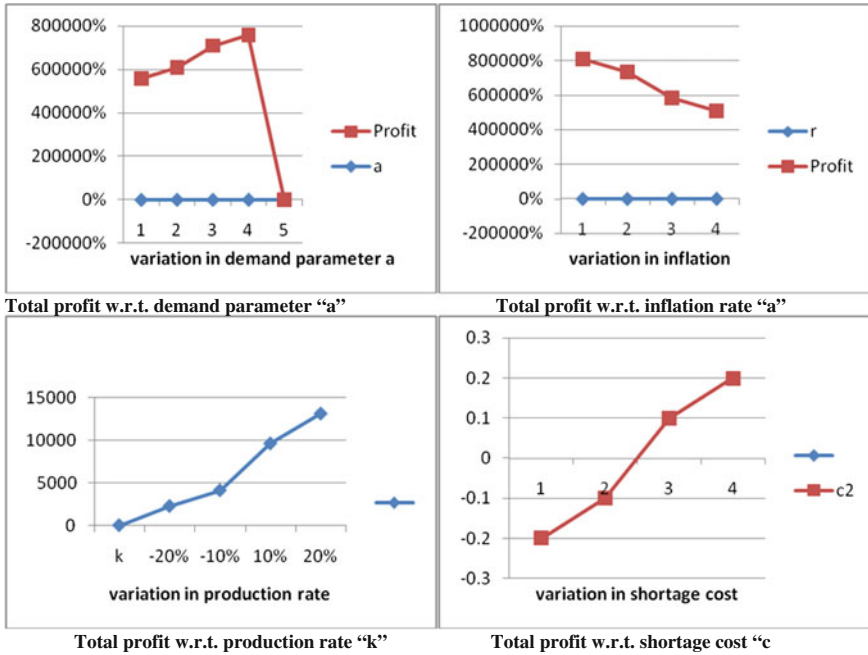 800000%
600000%
400000%
200000%
0%
-200000%
1 2 3 4 5
Profit
a
variation in demand parameter a
1000000%
800000%
600000%
400000%
200000%
0%
-200000%
1 2 3 4
r
Profit
variation in inflation
Total profit w.r.t. demand parameter “a”
Total profit w.r.t. inflation rate “a”
15000
10000
5000
0
k -20% -10% 10% 20%
variation in production rate
0.3
0.2
0.1
0
-0.1
-0.2
-0.3
1 2 3 4
c2
variation in shortage cost
Total profit w.r.t. production rate “k”
Total profit w.r.t. shortage cost “c